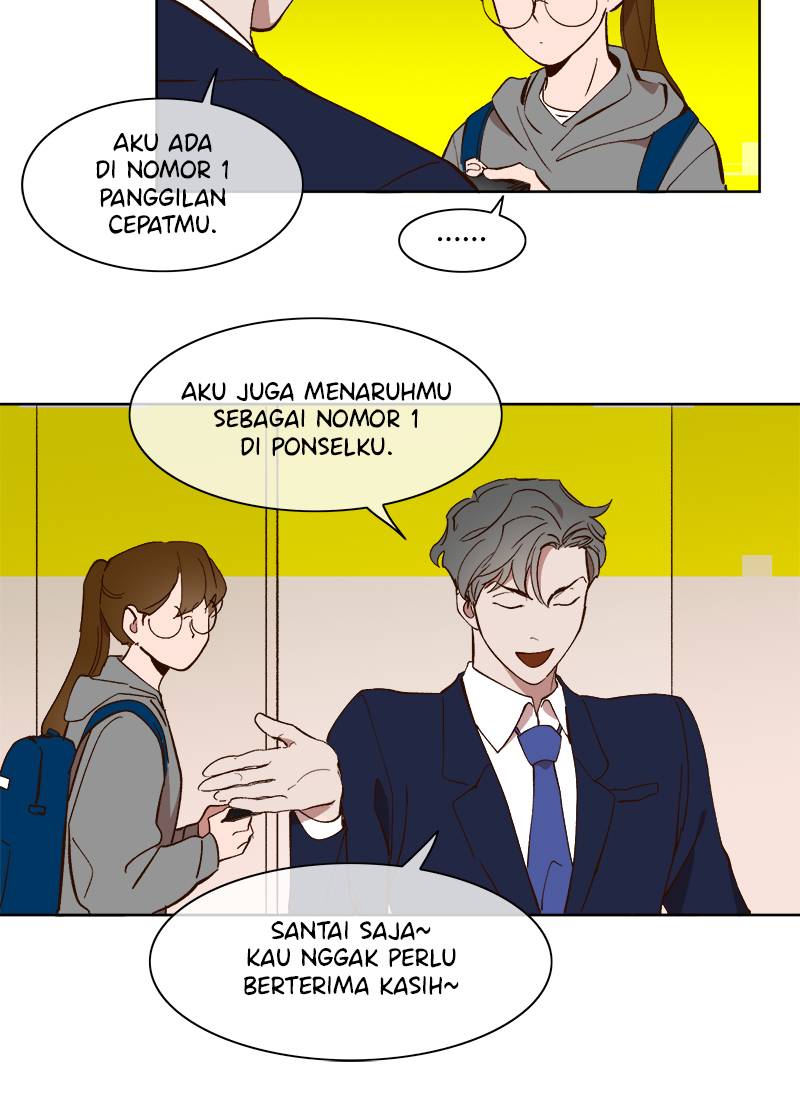 AKU ADA
DI NOMOR 1
PANGGILAN
CEPATMU.
......
AKU JUGA MENARUHMU
SEBAGAI NOMOR 1
DI PONSELKU.
SANTAI SAJA~
KAU NGGAK PERLU
BERTERIMA KASIH~